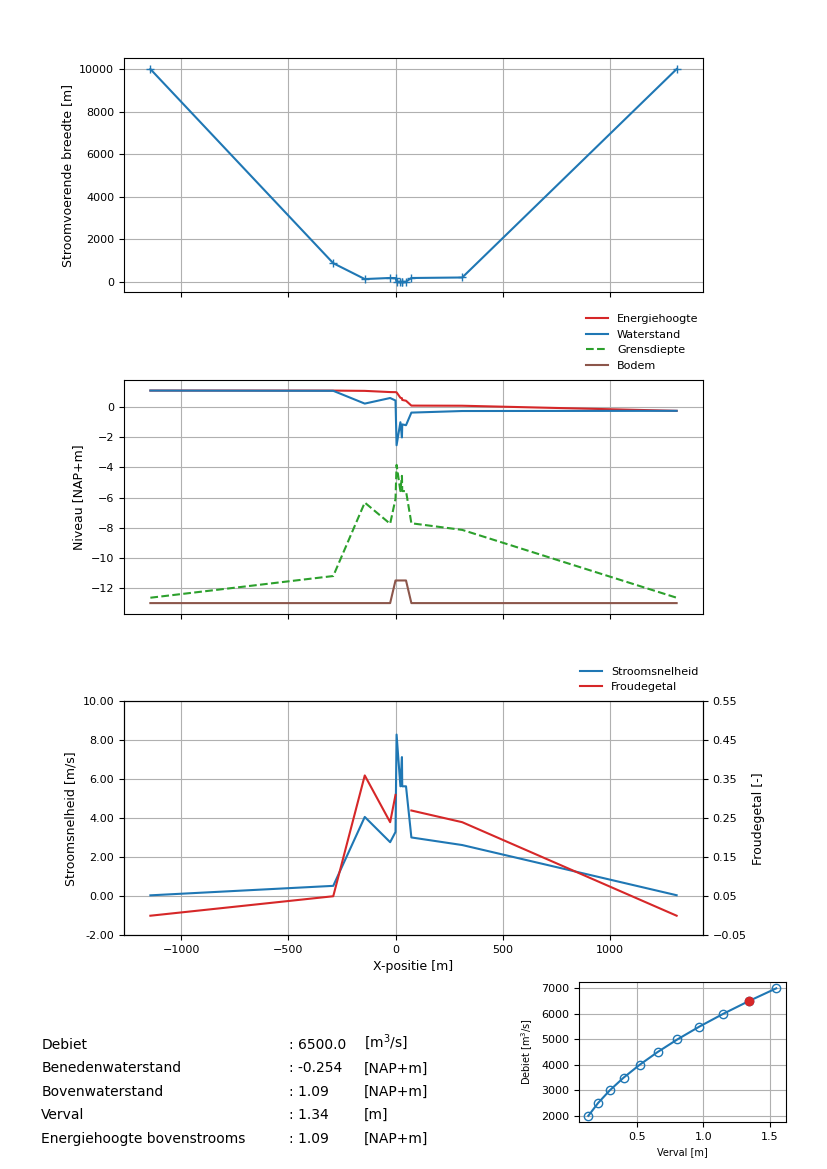 Stroomvoerende breedte [m]
10000
8000
6000
4000
2000
0
Energiehoogte
Waterstand
Grensdiepte
Bodem
Niveau [NAP+m]
0
−2
−4
−6
−8
−10
−12
Stroomsnelheid
Froudegetal
Stroomsnelheid [m/s]
10.00
8.00
6.00
4.00
2.00
0.00
-2.00
0.55
0.45
0.35
0.25
0.15
0.05
−0.05
Froudegetal [-]
−1000 −500 0 500 1000
X-positie [m]
Debiet : 6500.0 [m³/s]
Benedenwaterstand : -0.254 [NAP+m]
Bovenwaterstand : 1.09 [NAP+m]
Verval : 1.34 [m]
Energiehoogte bovenstrooms : 1.09 [NAP+m]
Debiet [m³/s]
7000
6000
5000
4000
3000
2000
0.5 1.0 1.5
Verval [m]